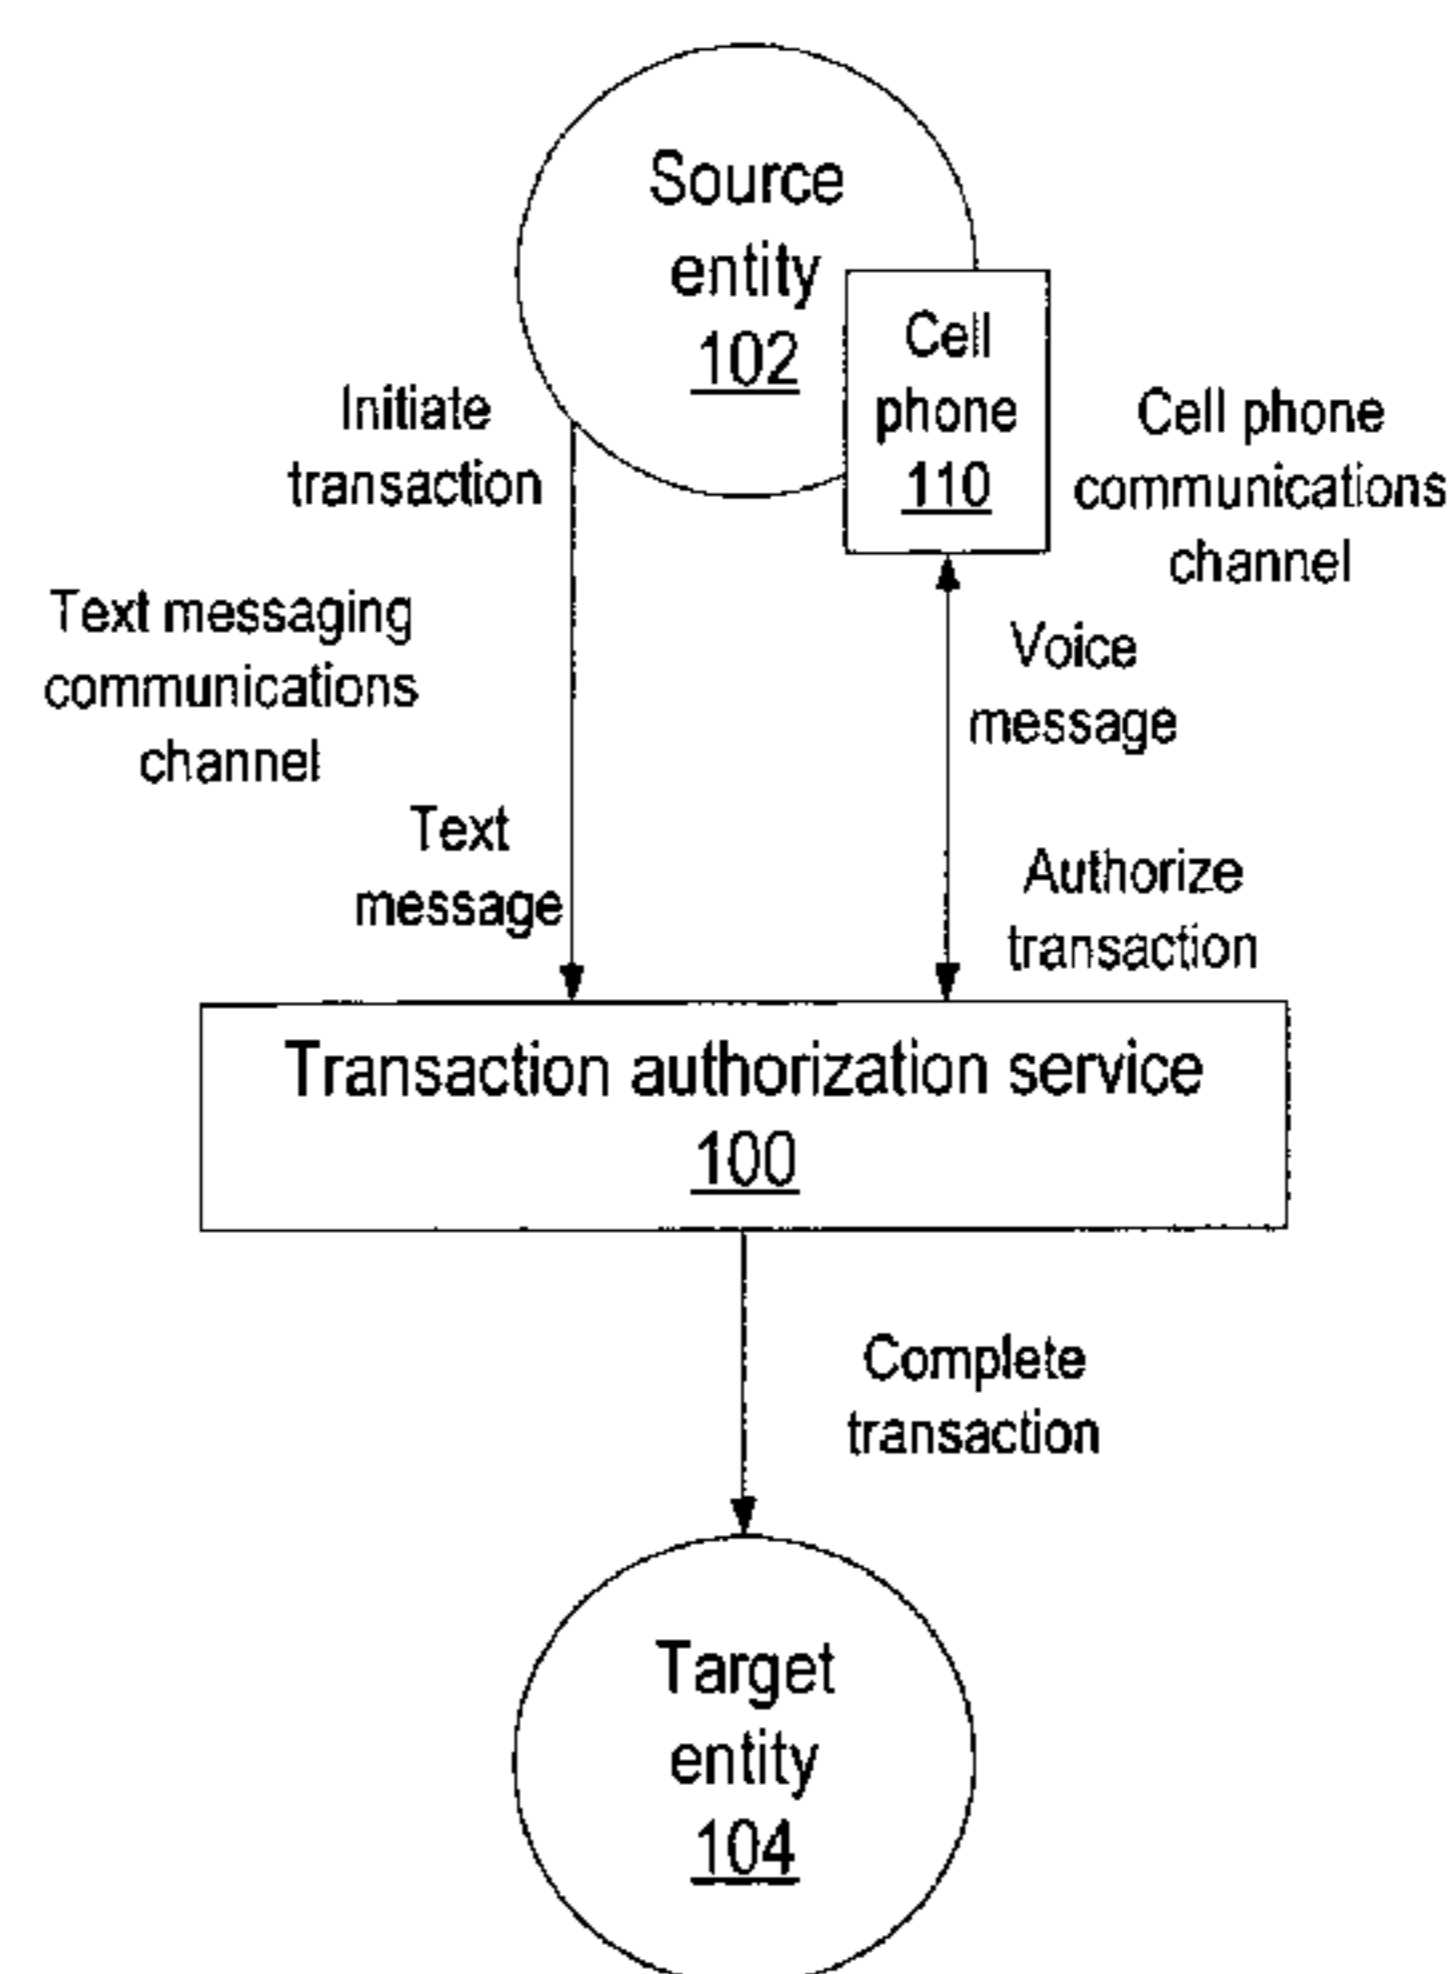 Source
entity
102
Cell
phone
110
Initiate
transaction
Cell phone
communications
channel
Text messaging
communications
channel
Voice
message
Text
message
Authorize
transaction
Transaction authorization service
100
Complete
transaction
Target
entity
104